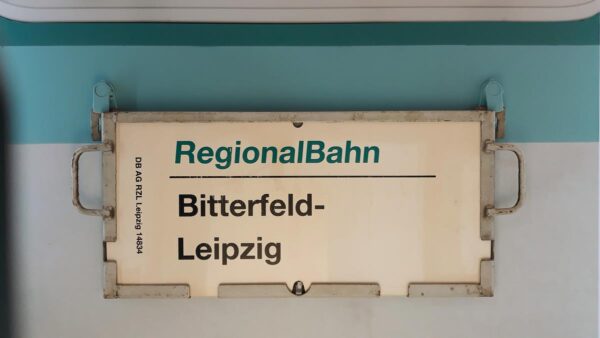 RegionalBahn
Bitterfeld-
Leipzig
DB AG RZL Leipzig 14834